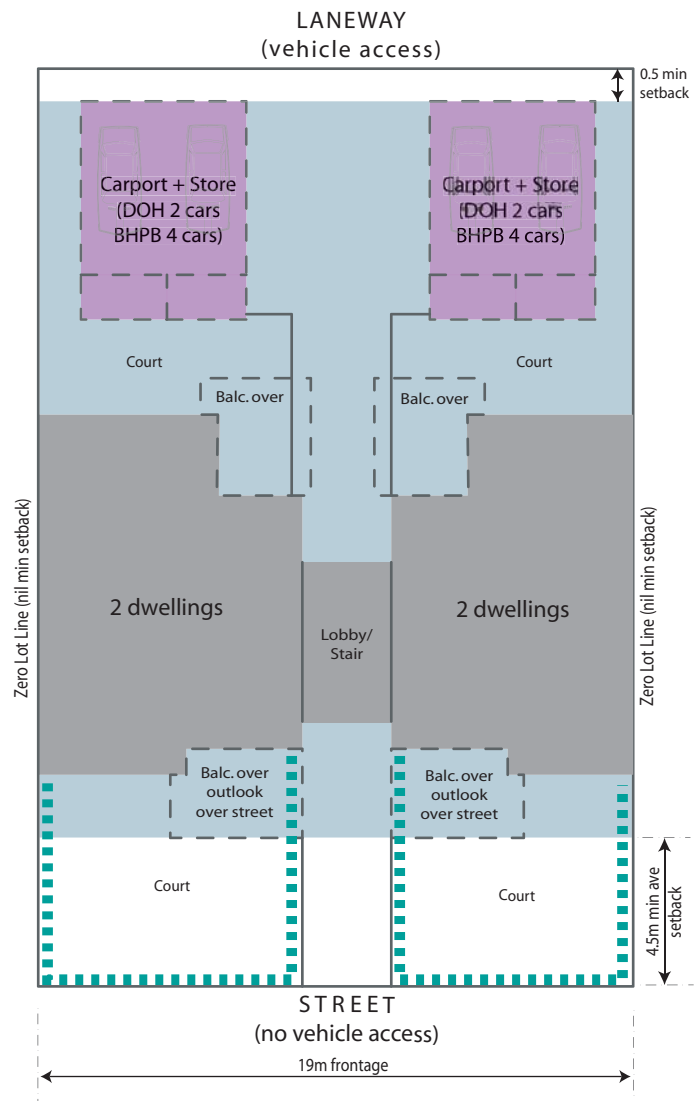 LANEWAY
(vehicle access)
0.5 min
setback
Carport + Store
(DOH 2 cars
BHPB 4 cars)
Carport + Store
(DOH 2 cars
BHPB 4 cars)
Court
Court
Balc. over
Balc. over
Zero Lot Line (nil min setback)
2 dwellings
Lobby/
Stair
2 dwellings
Zero Lot Line (nil min setback)
Balc. over
outlook
over street
Balc. over
outlook
over street
Court
Court
4.5m min ave
setback
STREET
(no vehicle access)
19m frontage